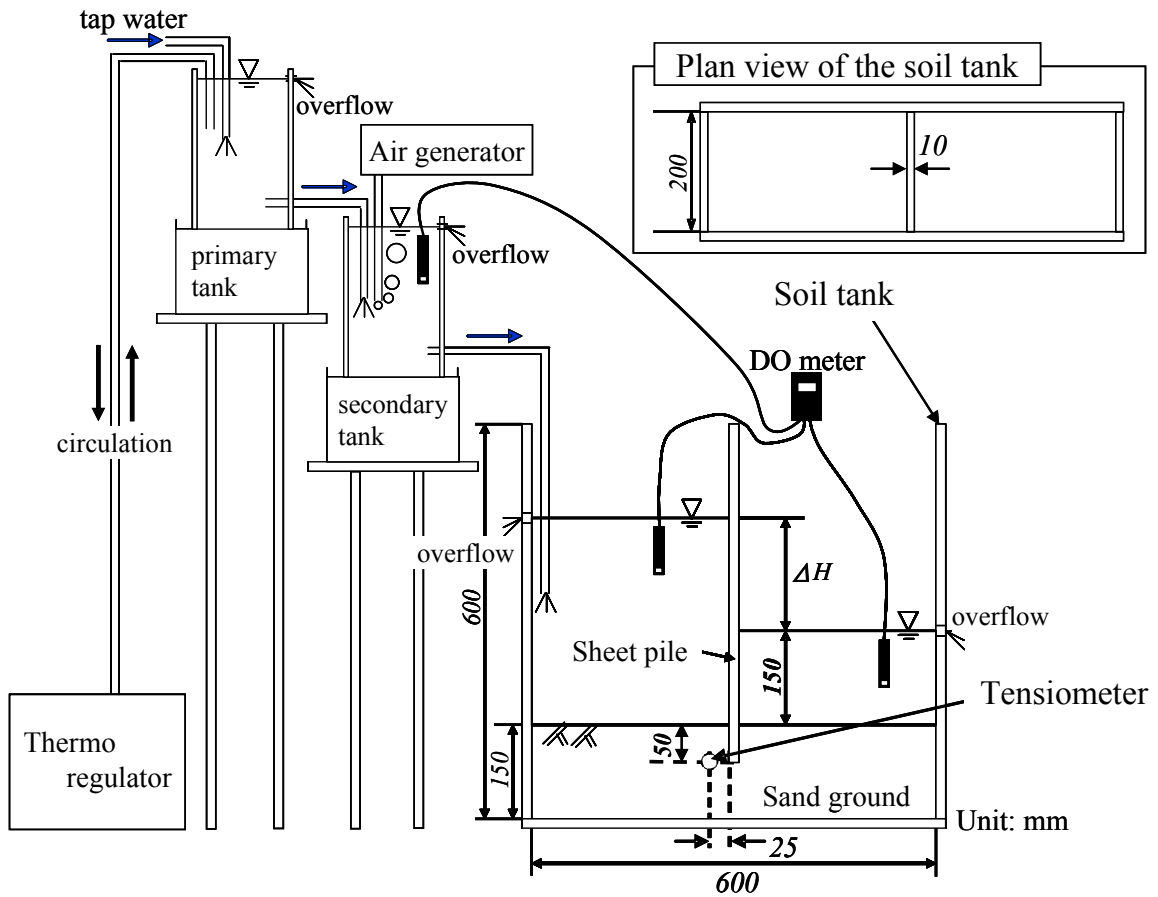 tap water
overflow
Air generator
primary
tank
overflow
secondary
tank
circulation
Thermo
regulator
Plan view of the soil tank
200
10
Soil tank
DO meter
overflow
600
ΔH
overflow
Sheet pile
150
Tensiometer
50
150
Sand ground
Unit: mm
25
600